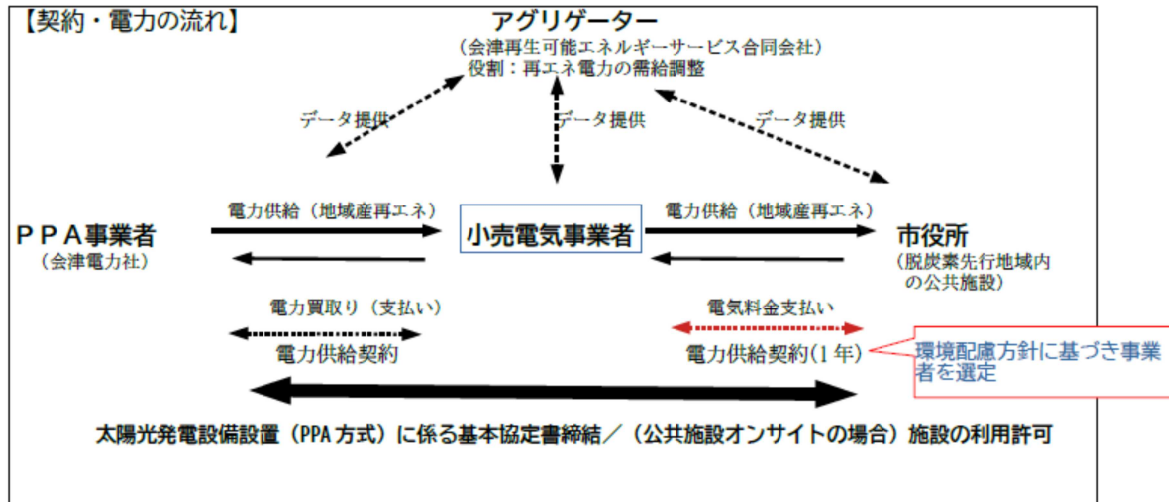 【契約・電力の流れ】
アグリゲーター
(会津再生可能エネルギーサービス合同会社)
役割：再エネ電力の需給調整
データ提供
データ提供
データ提供
電力供給（地域産再エネ）
電力供給（地域産再エネ）
ＰＰＡ事業者
(会津電力社)
小売電気事業者
市役所
(脱炭素先行地域内
の公共施設)
電力買取り（支払い）
電気料金支払い
電力供給契約
電力供給契約(1年)
環境配慮方針に基づき事業
者を選定
太陽光発電設備設置（PPA方式）に係る基本協定書締結／（公共施設オンサイトの場合）施設の利用許可